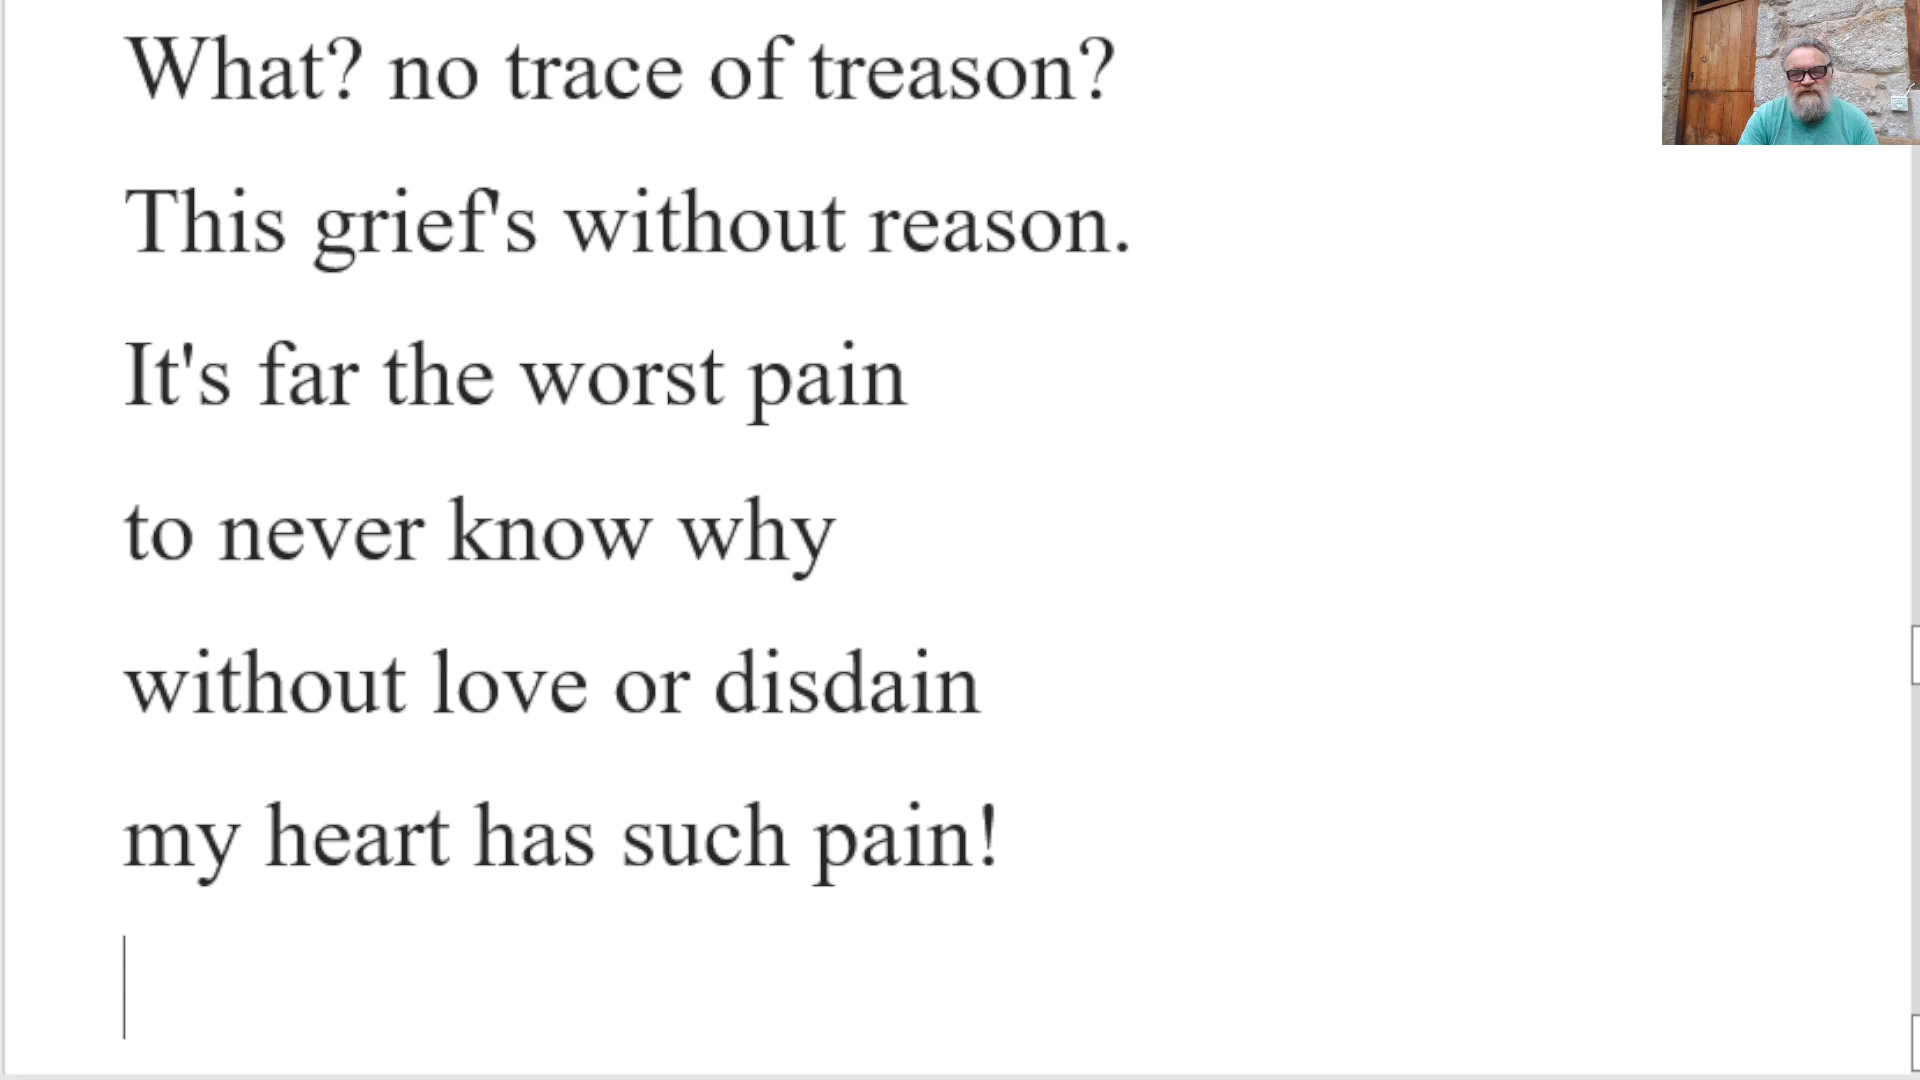 What? no trace of treason?
This grief's without reason.
It's far the worst pain
to never know why
without love or disdain
my heart has such pain!